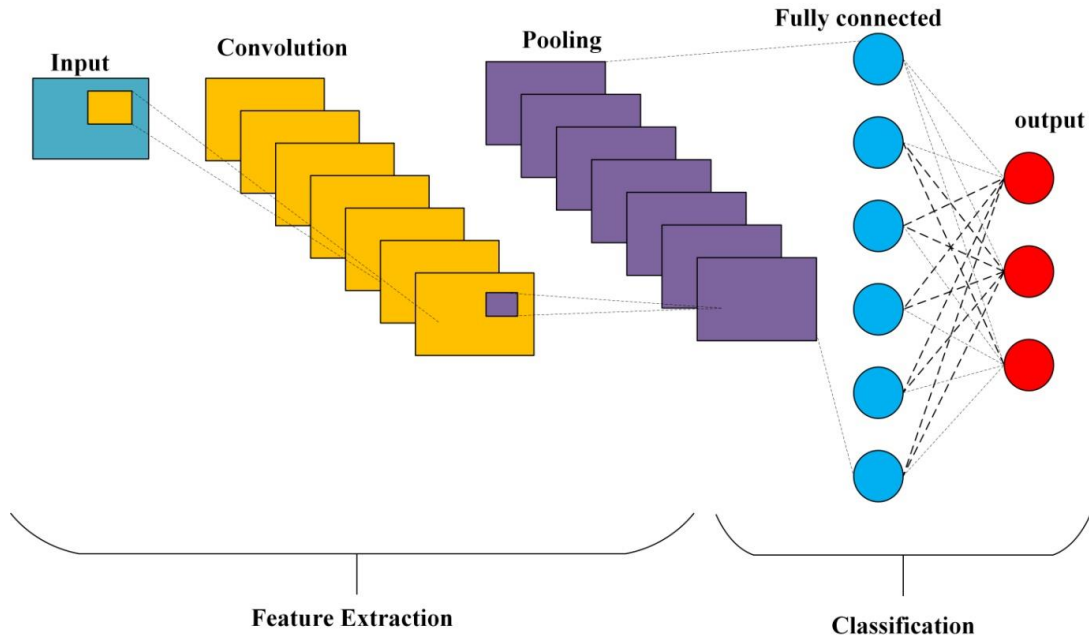 Fully connected
Pooling
Convolution
Input
output
Feature Extraction
Classification